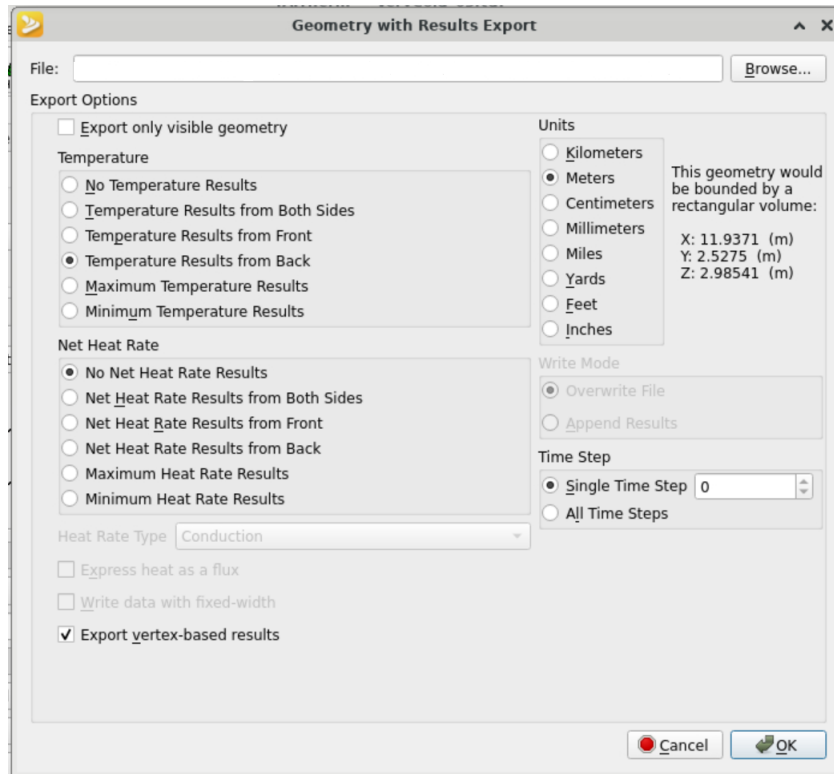 Geometry with Results Export
File:
Browse...
Export Options
Export only visible geometry
Temperature
No Temperature Results
Temperature Results from Both Sides
Temperature Results from Front
Temperature Results from Back
Maximum Temperature Results
Minimum Temperature Results
Net Heat Rate
No Net Heat Rate Results
Net Heat Rate Results from Both Sides
Net Heat Rate Results from Front
Net Heat Rate Results from Back
Maximum Heat Rate Results
Minimum Heat Rate Results
Heat Rate Type Conduction
Express heat as a flux
Write data with fixed-width
Export vertex-based results
Units
Kilometers
Meters
Centimeters
Millimeters
Miles
Yards
Feet
Inches
This geometry would
be bounded by a
rectangular volume:
X: 11.9371 (m)
Y: 2.5275 (m)
Z: 2.98541 (m)
Write Mode
Overwrite File
Append Results
Time Step
Single Time Step 0
All Time Steps
Cancel
OK